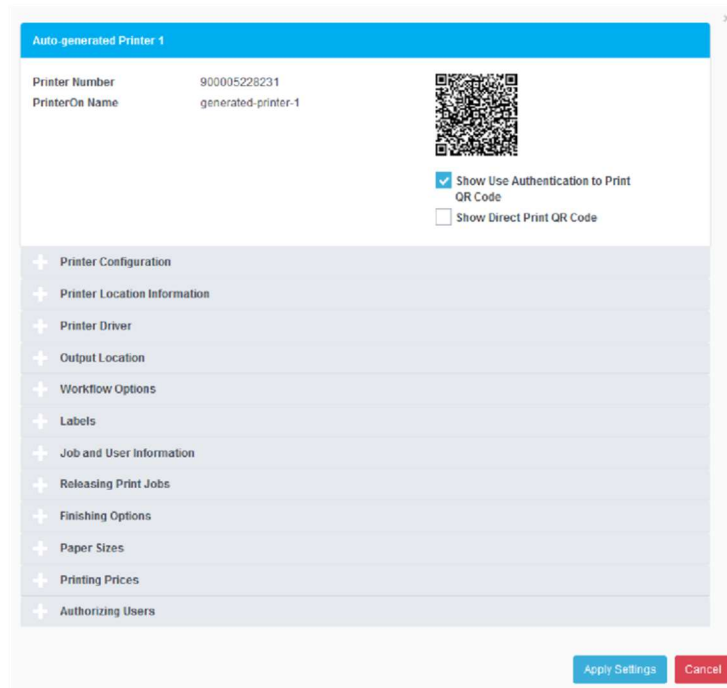 Auto-generated Printer 1
Printer Number 900005228231
PrinterOn Name generated-printer-1
Show Use Authentication to Print
QR Code
Show Direct Print QR Code
Printer Configuration
Printer Location Information
Printer Driver
Output Location
Workflow Options
Labels
Job and User Information
Releasing Print Jobs
Finishing Options
Paper Sizes
Printing Prices
Authorizing Users
Apply Settings Cancel